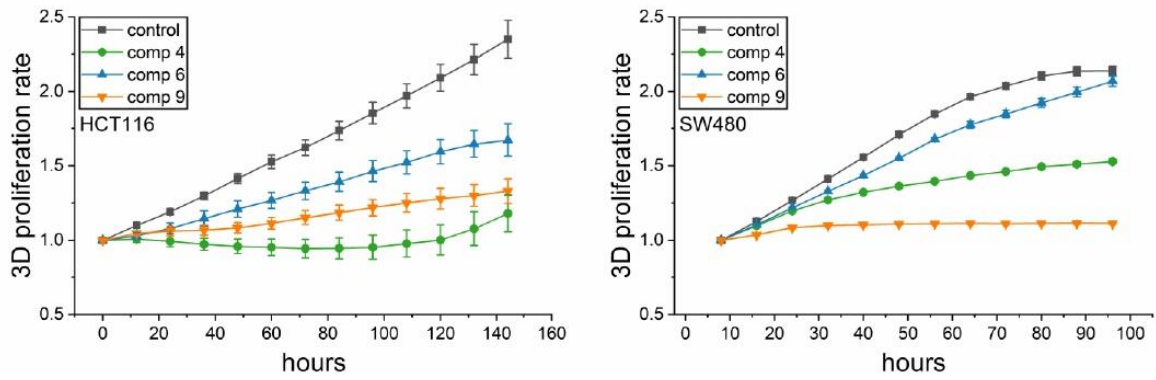 2.5
2.0
1.5
1.0
0.5
3D proliferation rate
control
comp 4
comp 6
comp 9
HCT116
0 20 40 60 80 100 120 140 160
hours
2.5
2.0
1.5
1.0
0.5
3D proliferation rate
control
comp 4
comp 6
comp 9
SW480
0 10 20 30 40 50 60 70 80 90 100
hours